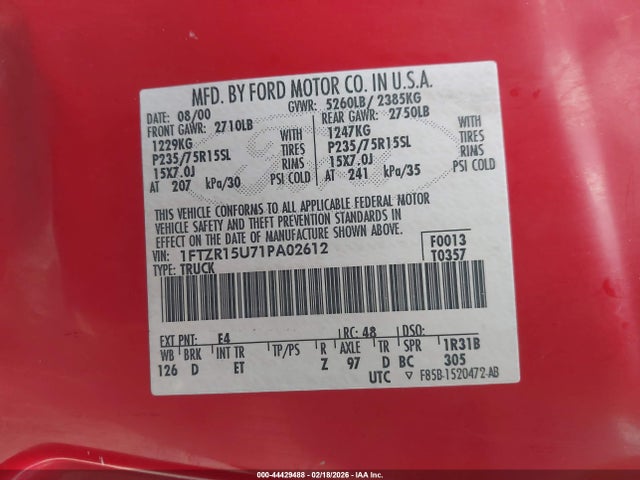 MFD. BY FORD MOTOR CO. IN U.S.A.
DATE: 08/00 GVWR: 5260LB/ 2385KG
FRONT GAWR: 2710LB REAR GAWR: 2750LB
1229KG WITH 1247KG WITH
P235/75R15SL TIRES P235/75R15SL TIRES
15X7.0J RIMS 15X7.0J RIMS
AT 207 kPa/30 PSI COLD AT 241 kPa/35 PSI COLD
THIS VEHICLE CONFORMS TO ALL APPLICABLE FEDERAL MOTOR
VEHICLE SAFETY AND THEFT PREVENTION STANDARDS IN
EFFECT ON THE DATE OF MANUFACTURE SHOWN ABOVE.
VIN: 1FTZR15U71PA02612 F0013
TYPE: TRUCK T0357
EXT PNT: E4 RC: 48 DSO:
WB BRK INT TR TP/PS R AXLE TR SPR 1R31B
126 D ET Z 97 D BC 305
UTC ▽ F85B-1520472-AB
000-44429488 - 02/18/2026 - IAA Inc.